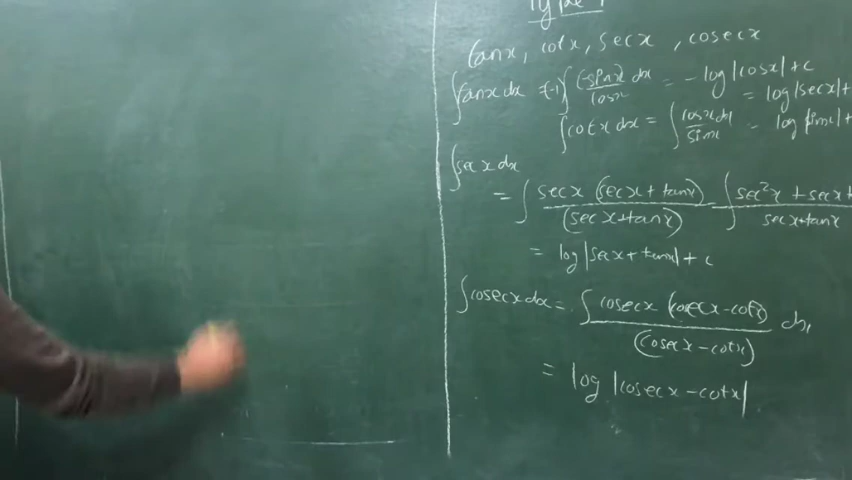 Type 1
tanx, cotx, secx, cosecx
∫tanx dx = (-1)∫(-sinx)dx/cosx = -log|cosx|+c
= log|secx|+
∫cotx dx = ∫cosx dx/sinx = log|sinx|+
∫secx dx
= ∫secx (secx+tanx)/(secx+tanx) = ∫sec²x + secx t/secx+tanx
= log|secx+tanx|+c
∫cosecx dx = ∫cosecx (cosecx-cotx)/(cosecx-cotx) dx
= log|cosecx-cotx|